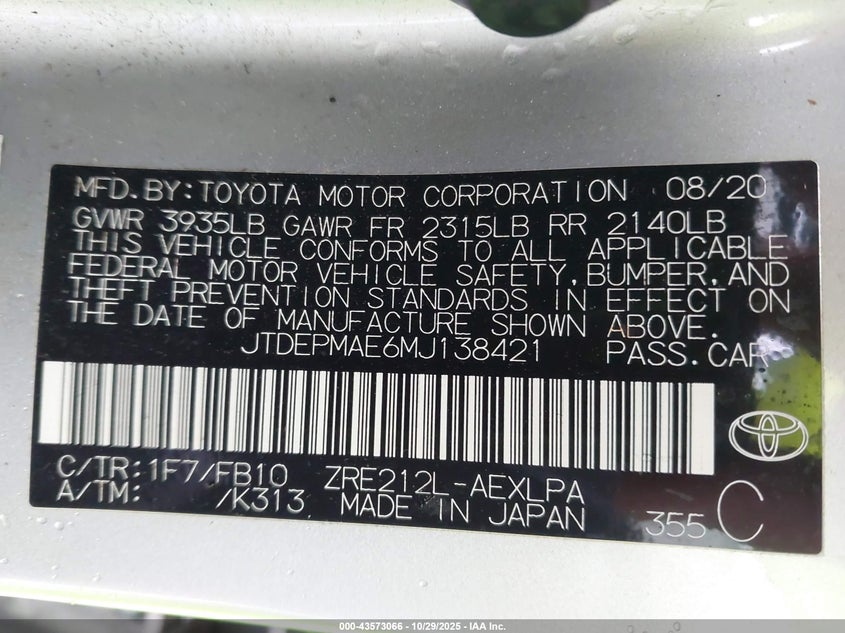 MFD.BY:TOYOTA MOTOR CORPORATION 08/20
GVWR 3935LB GAWR FR 2315LB RR 2140LB
THIS VEHICLE CONFORMS TO ALL APPLICABLE
FEDERAL MOTOR VEHICLE SAFETY,BUMPER,AND
THEFT PREVENTION STANDARDS IN EFFECT ON
THE DATE OF MANUFACTURE SHOWN ABOVE.
JTDEPMAE6MJ138421 PASS.CAR
C/TR:1F7/FB10 ZRE212L-AEXLPA
A/TM: /K313 MADE IN JAPAN 355 C
000-43573066 - 10/29/2025 - IAA Inc.